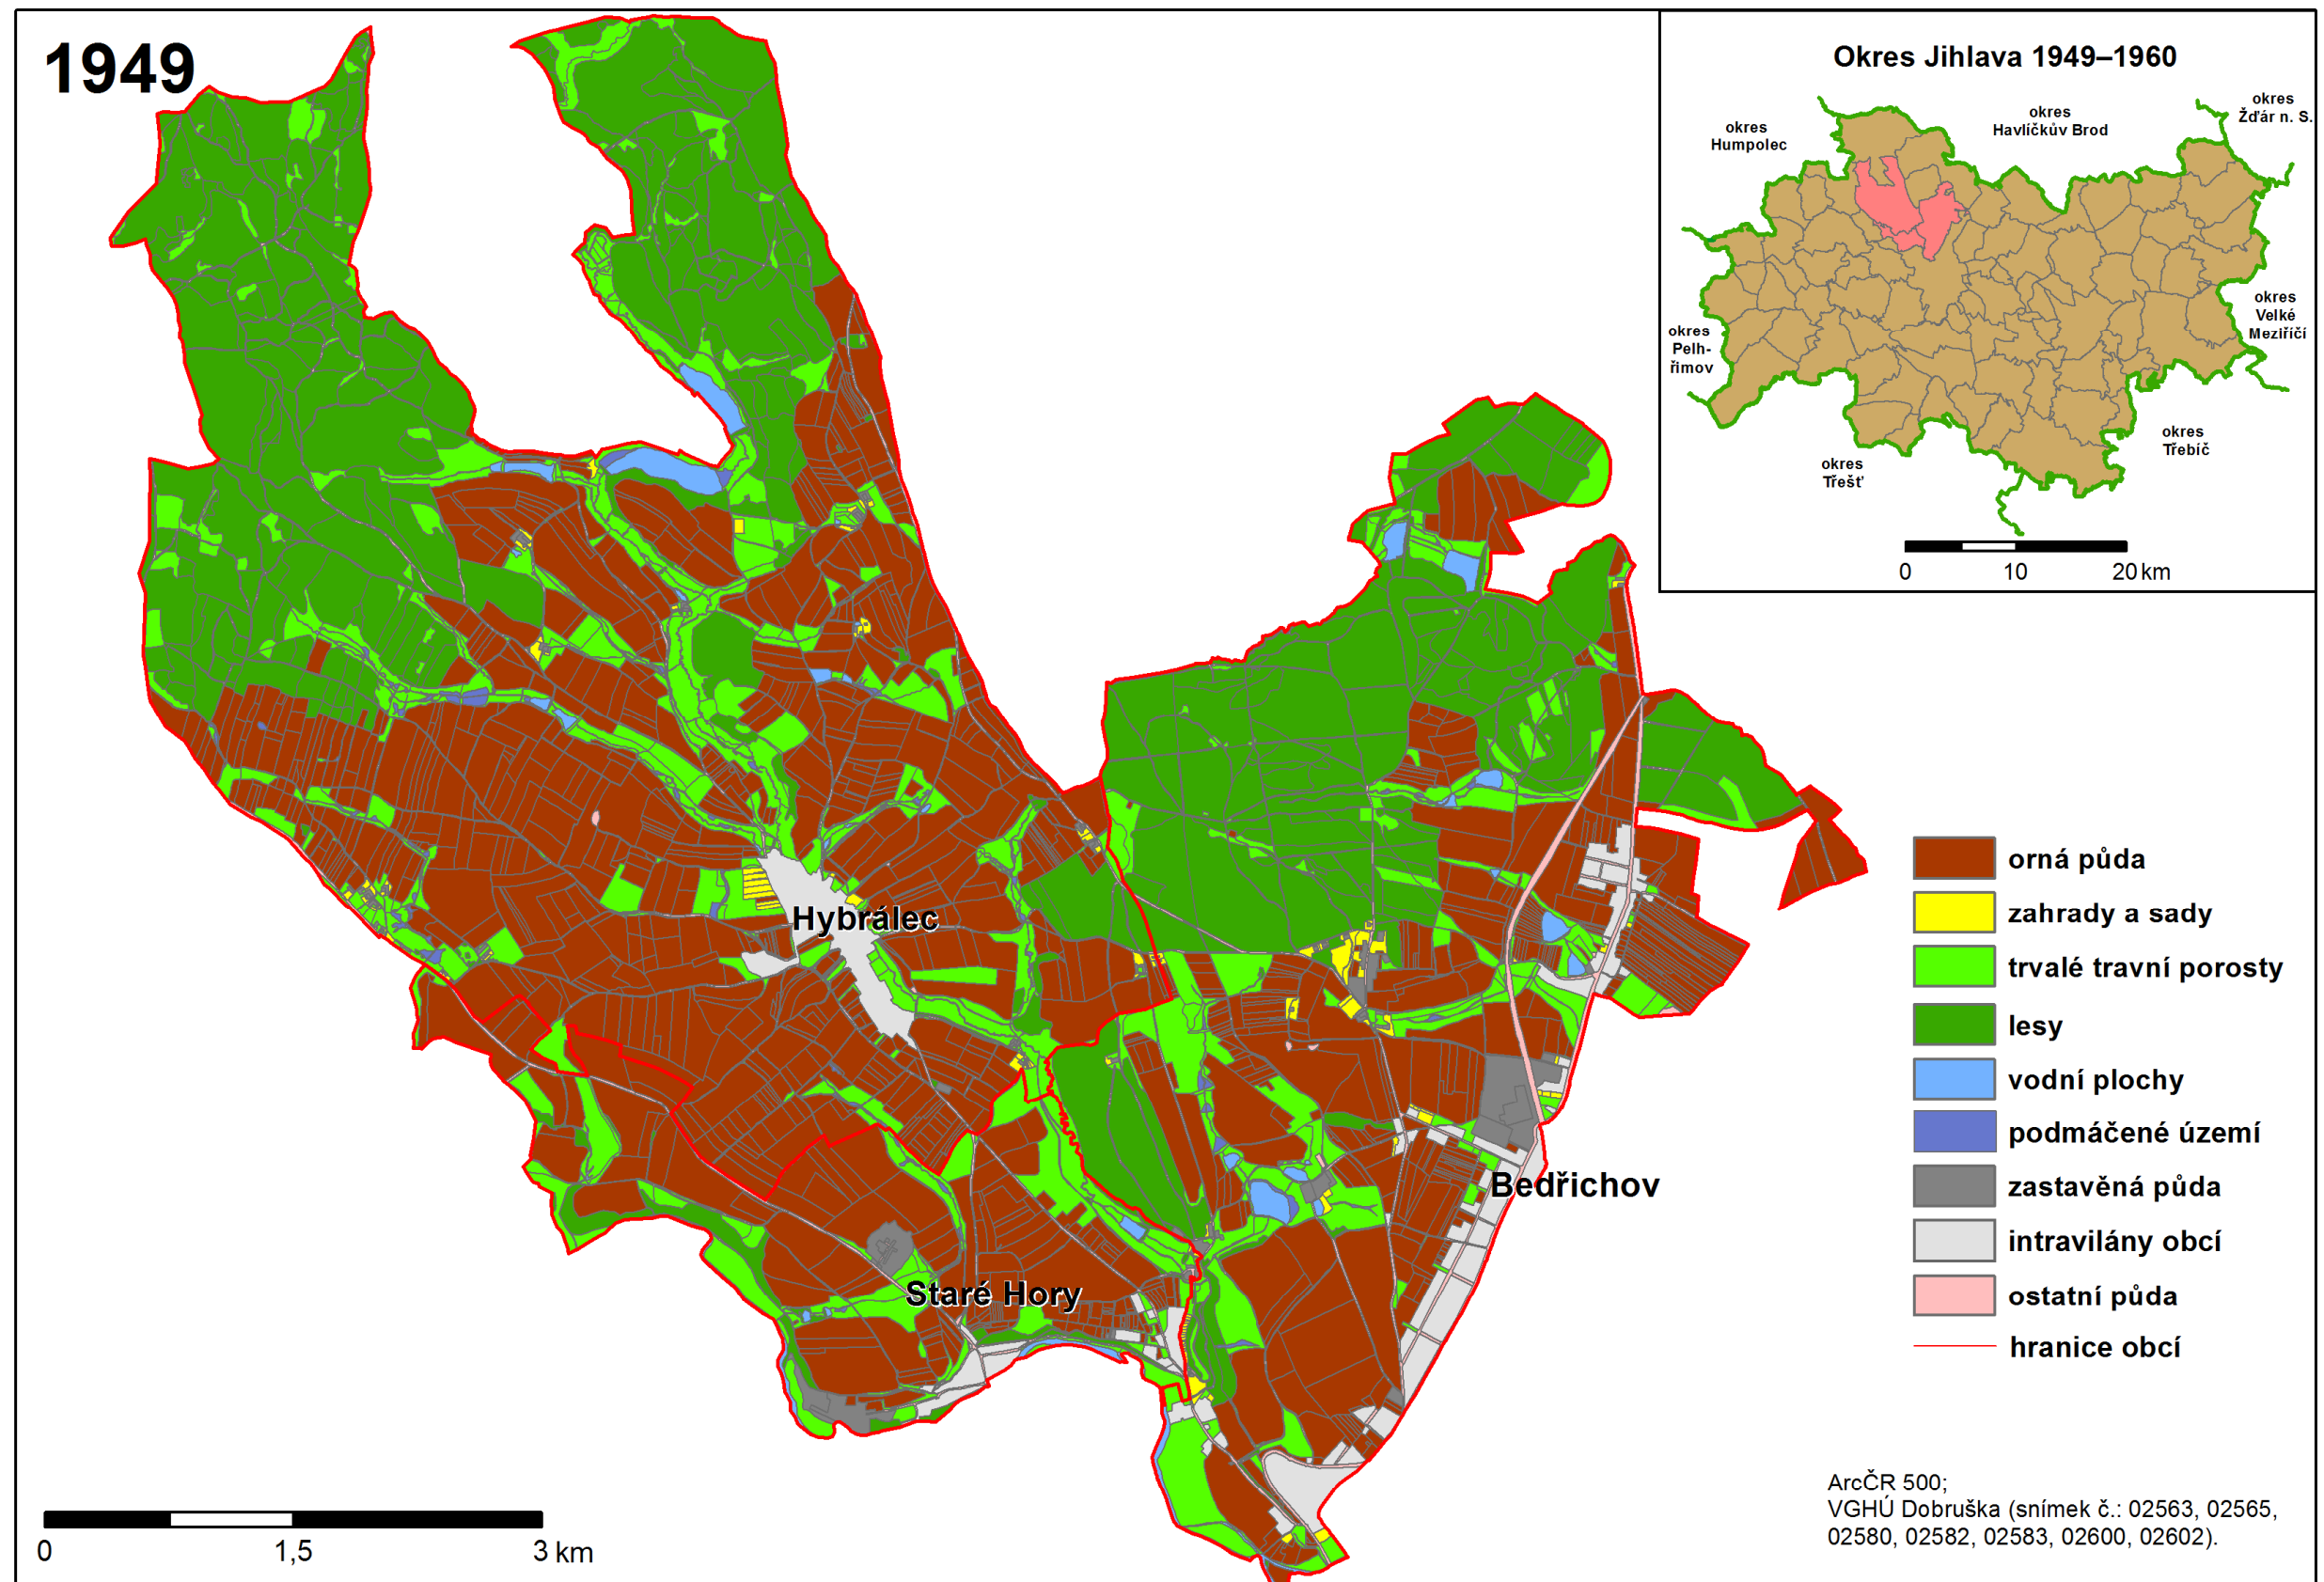 1949
Okres Jihlava 1949–1960
okres
Humpolec
okres
Havlíčkův Brod
okres
Žďár n. S.
okres
Velké
Meziříčí
okres
Pelh-
řimov
okres
Třebíč
okres
Třešť
0 10 20 km
Hybrálec
Bedřichov
Staré Hory
orná půda
zahrady a sady
trvalé travní porosty
lesy
vodní plochy
podmáčené území
zastavěná půda
intravilány obcí
ostatní půda
hranice obcí
ArcČR 500;
VGHÚ Dobruška (snímek č.: 02563, 02565,
02580, 02582, 02583, 02600, 02602).
0 1,5 3 km